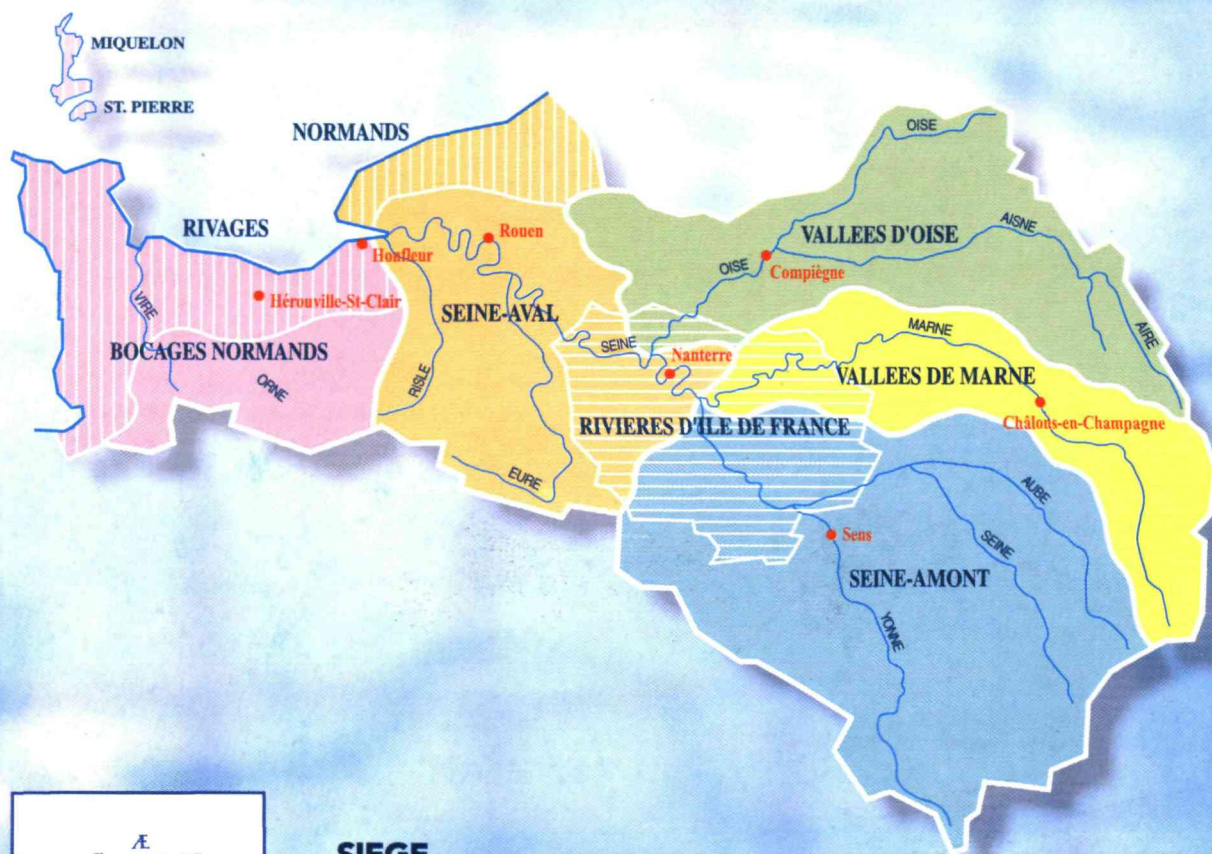 MIQUELON
ST. PIERRE
NORMANDS
RIVAGES
OISE
Rouen
AISNE
VALLEES D'OISE
Honfleur
OISE
Compiègne
VIRE
Hérouville-St-Clair
SEINE-AVAL
AIRE
SEINE
MARNE
BOCAGES NORMANDS
Nanterre
VALLEES DE MARNE
ORNE
RISLE
Châlons-en-Champagne
RIVIERES D'ILE DE FRANCE
EURE
AUBE
Sens
SEINE
SEINE-AMONT
YONNE
Æ
SIEGE